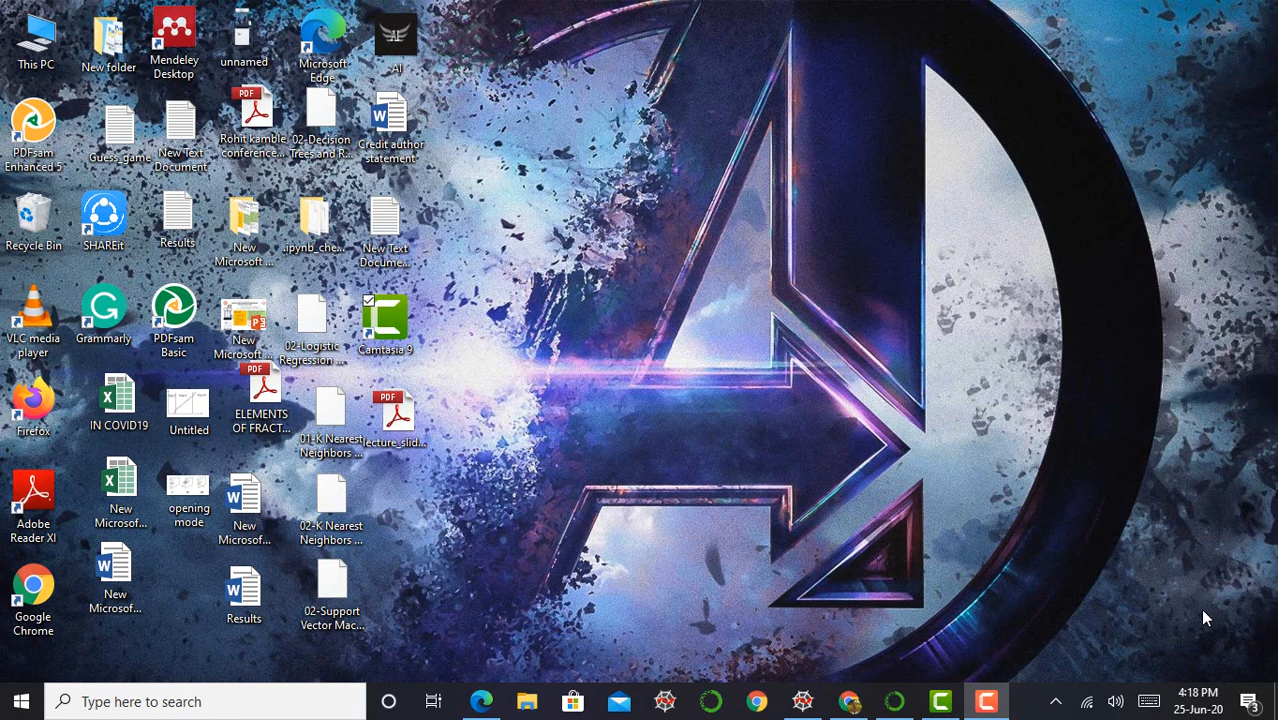 This PC
New folder
Mendeley
Desktop
unnamed
Microsoft
Edge
AI
PDFsam
Enhanced 5
Guess_game
New Text
Document
PDF
Rohit kamble
conference...
02-Decision
Trees and R...
Credit author
statement
Recycle Bin
SHAREit
Results
New
Microsoft ...
.ipynb_che...
New Text
Docume...
VLC media
player
Grammarly
PDFsam
Basic
New
Microsoft...
02-Logistic
Regression ...
Camtasia 9
Firefox
IN COVID19
Untitled
PDF
ELEMENTS
OF FRACT...
01-K Nearest
Neighbors ...
PDF
lecture_slid...
Adobe
Reader XI
New
Microsof...
opening
mode
New
Microsof...
02-K Nearest
Neighbors ...
Google
Chrome
New
Microsof...
Results
02-Support
Vector Mac...
Type here to search
4:18 PM
25-Jun-20
3